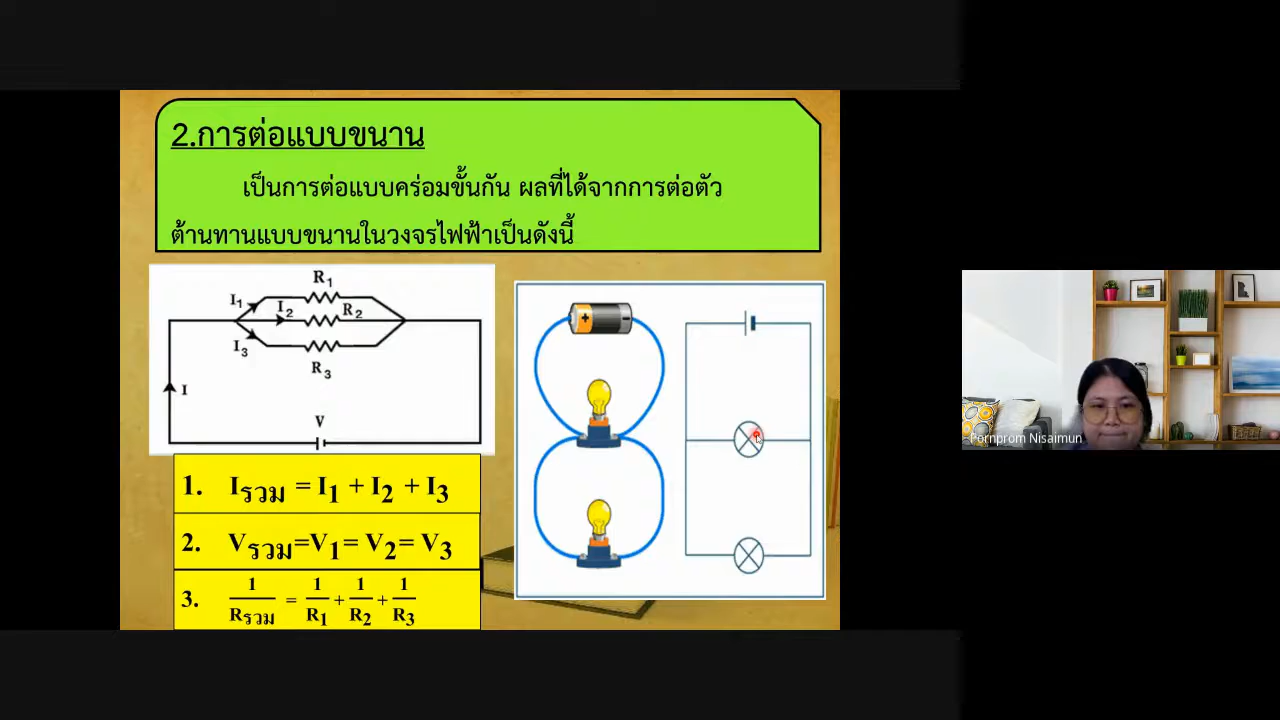 2.การต่อแบบขนาน
เป็นการต่อแบบคร่อมขั้นกัน ผลที่ได้จากการต่อตัว
ต้านทานแบบขนานในวงจรไฟฟ้าเป็นดังนี้
R1
I1
I2
R2
I3
R3
I
V
+ -
1. Iรวม = I1 + I2 + I3
2. Vรวม=V1= V2= V3
3. 1/Rรวม = 1/R1 + 1/R2 + 1/R3
Pornprom Nisaimun